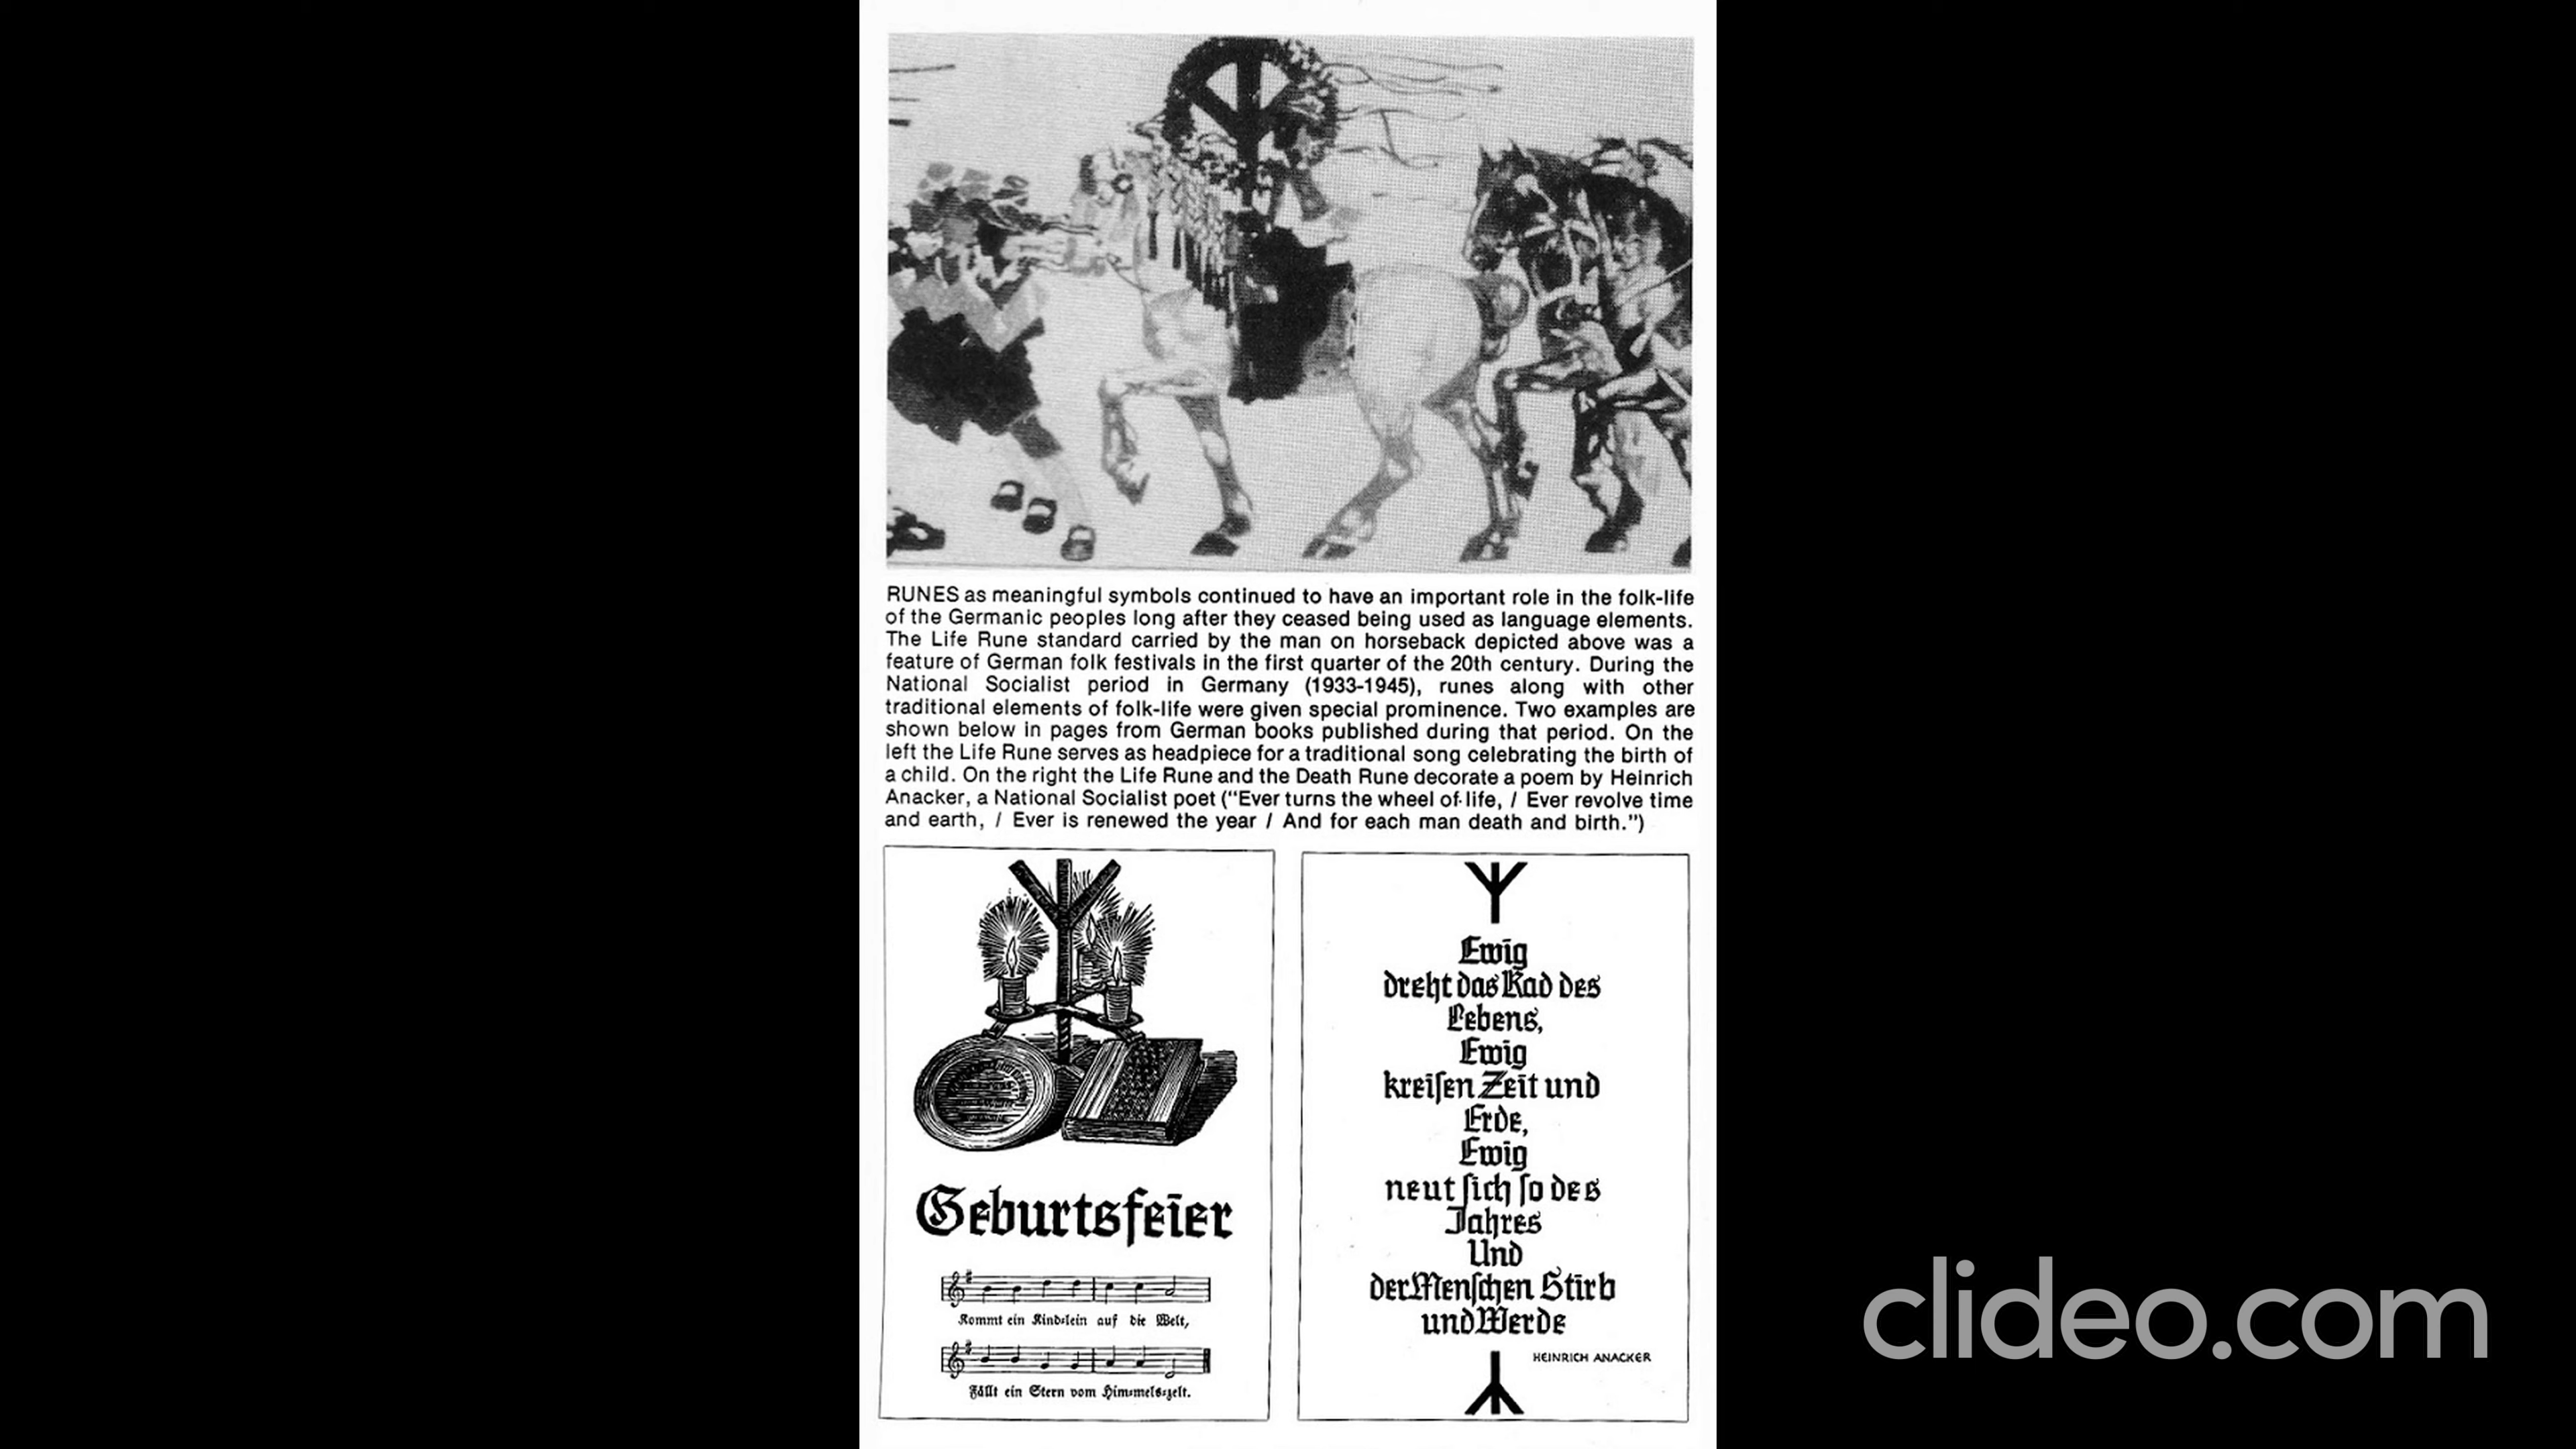 RUNES as meaningful symbols continued to have an important role in the folk-life
of the Germanic peoples long after they ceased being used as language elements.
The Life Rune standard carried by the man on horseback depicted above was a
feature of German folk festivals in the first quarter of the 20th century. During the
National Socialist period in Germany (1933-1945), runes along with other
traditional elements of folk-life were given special prominence. Two examples are
shown below in pages from German books published during that period. On the
left the Life Rune serves as headpiece for a traditional song celebrating the birth of
a child. On the right the Life Rune and the Death Rune decorate a poem by Heinrich
Anacker, a National Socialist poet ("Ever turns the wheel of life, / Ever revolve time
and earth, / Ever is renewed the year / And for each man death and birth.")
Geburtsfeier
Kommt ein Kind=lein auf die Welt,
Fällt ein Stern vom Him=mels=zelt.
Ewig
dreht das Rad des
Lebens,
Ewig
kreiſen Zeit und
Erde,
Ewig
neut ſich ſo des
Jahres
Und
der Menſchen Stirb
und Werde
HEINRICH ANACKER
clideo.com